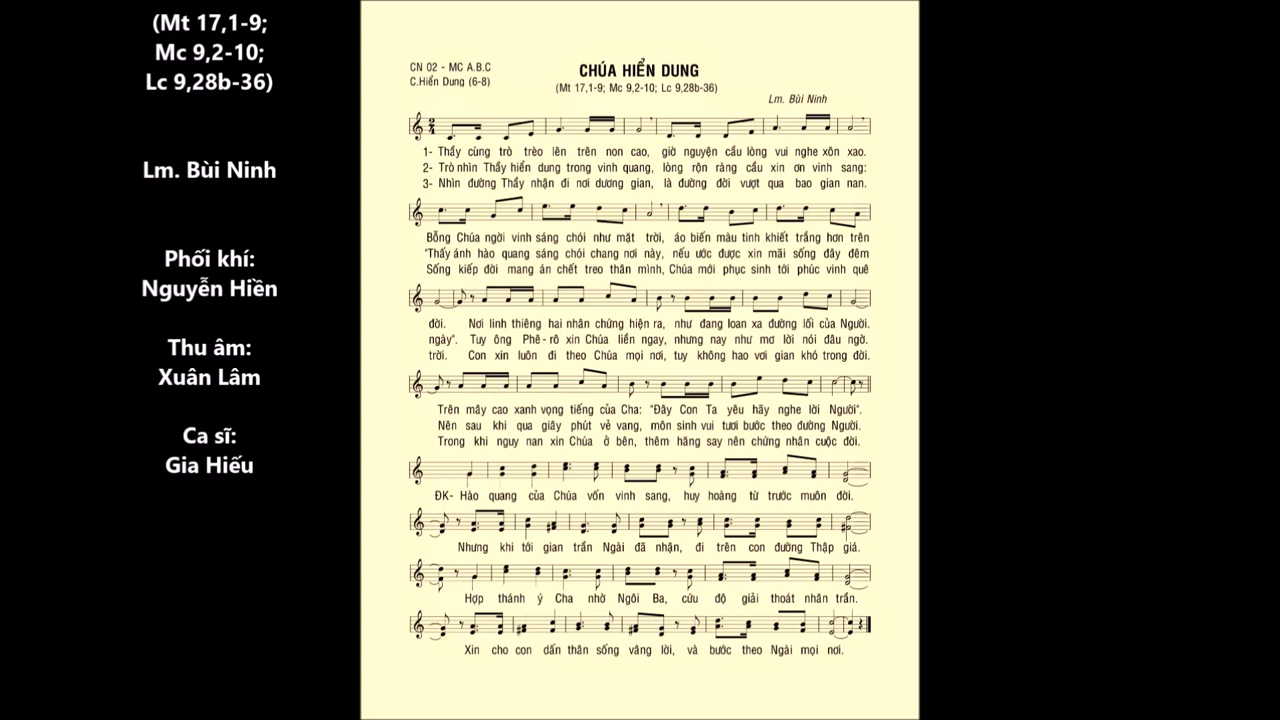 (Mt 17,1-9;
Mc 9,2-10;
Lc 9,28b-36)
Lm. Bùi Ninh
Phối khí:
Nguyễn Hiền
Thu âm:
Xuân Lâm
Ca sĩ:
Gia Hiếu
CN 02 - MC A.B.C
C.Hiển Dung (6-8)
CHÚA HIỂN DUNG
(Mt 17,1-9; Mc 9,2-10; Lc 9,28b-36)
Lm. Bùi Ninh
1- Thầy cùng trò trèo lên trên non cao, giờ nguyện cầu lòng vui nghe xôn xao.
2- Trò nhìn Thầy hiển dung trong vinh quang, lòng rộn ràng cầu xin ơn vinh sang:
3- Nhìn đường Thầy nhận đi nơi dương gian, là đường đời vượt qua bao gian nan.
Bỗng Chúa ngời vinh sáng chói như mặt trời, áo biến màu tinh khiết trắng hơn trên
"Thấy ánh hào quang sáng chói chang nơi này, nếu ước được xin mãi sống đây đêm
Sống kiếp đời mang án chết treo thân mình, Chúa mới phục sinh tới phúc vinh quê
đời. Nơi linh thiêng hai nhân chứng hiện ra, như đang loan xa đường lối của Người.
ngày". Tuy ông Phê-rô xin Chúa liền ngay, nhưng nay như mơ lời nói đâu ngờ.
trời. Con xin luôn đi theo Chúa mọi nơi, tuy không hao vơi gian khó trong đời.
Trên mây cao xanh vọng tiếng của Cha: "Đây Con Ta yêu hãy nghe lời Người".
Nên sau khi qua giây phút vẻ vang, môn sinh vui tươi bước theo đường Người.
Trong khi nguy nan xin Chúa ở bên, thêm hăng say nên chứng nhân cuộc đời.
ĐK- Hào quang của Chúa vốn vinh sang, huy hoàng từ trước muôn đời.
Nhưng khi tới gian trần Ngài đã nhận, đi trên con đường Thập giá.
Hợp thánh ý Cha nhờ Ngôi Ba, cứu độ giải thoát nhân trần.
Xin cho con dấn thân sống vâng lời, và bước theo Ngài mọi nơi.